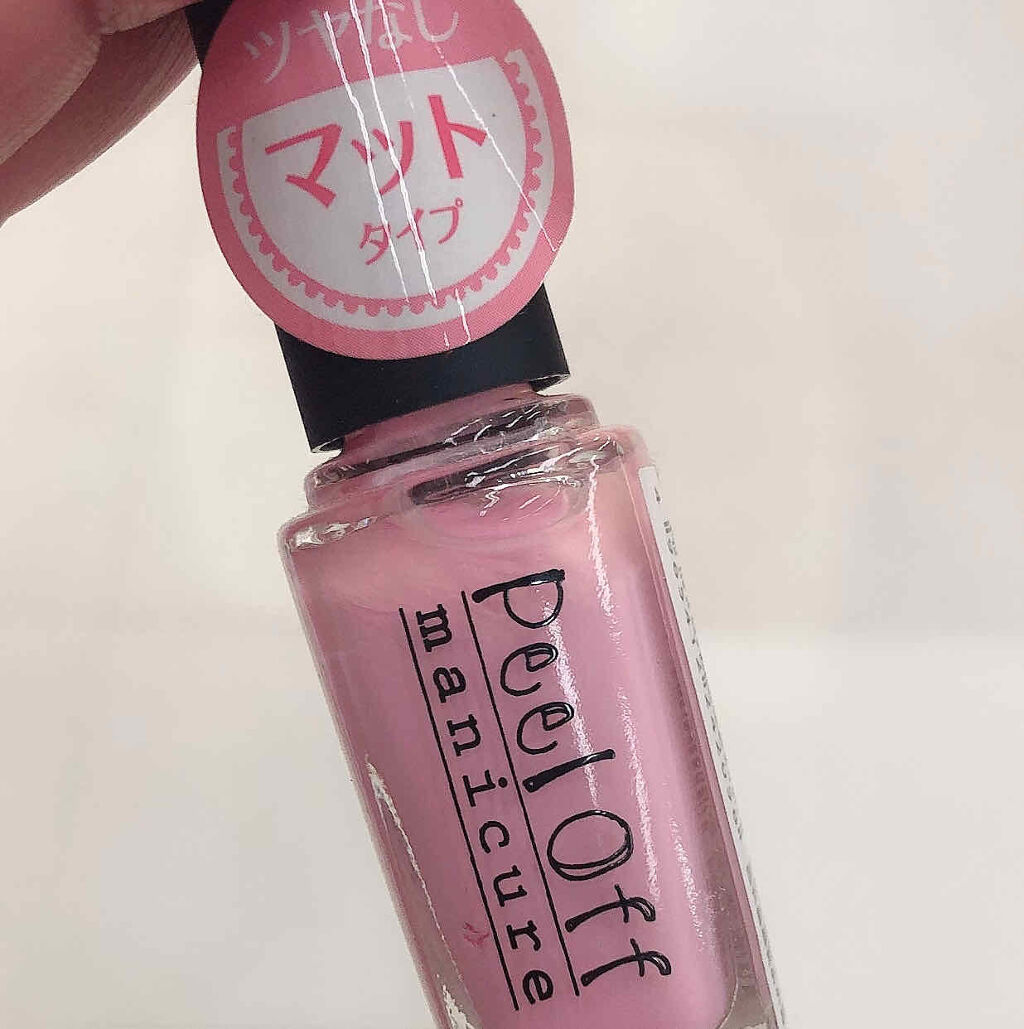 ツヤなし
マット
タイプ
peel Off
manicure